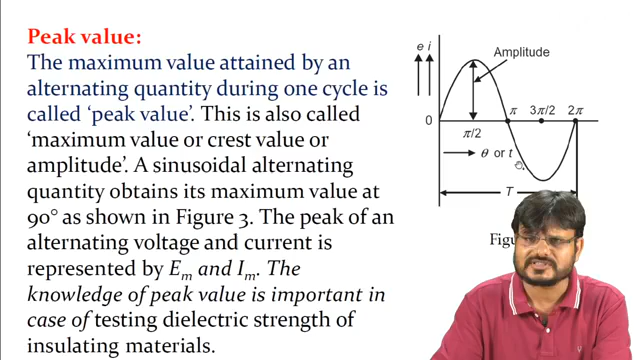 Peak value:
The maximum value attained by an
alternating quantity during one cycle is
called ‘peak value’. This is also called
‘maximum value or crest value or
amplitude’. A sinusoidal alternating
quantity obtains its maximum value at
90° as shown in Figure 3. The peak of an
alternating voltage and current is
represented by Em and Im. The
knowledge of peak value is important in
case of testing dielectric strength of
insulating materials.
e i
Amplitude
0
π/2
π
3π/2
2π
θ or t
T